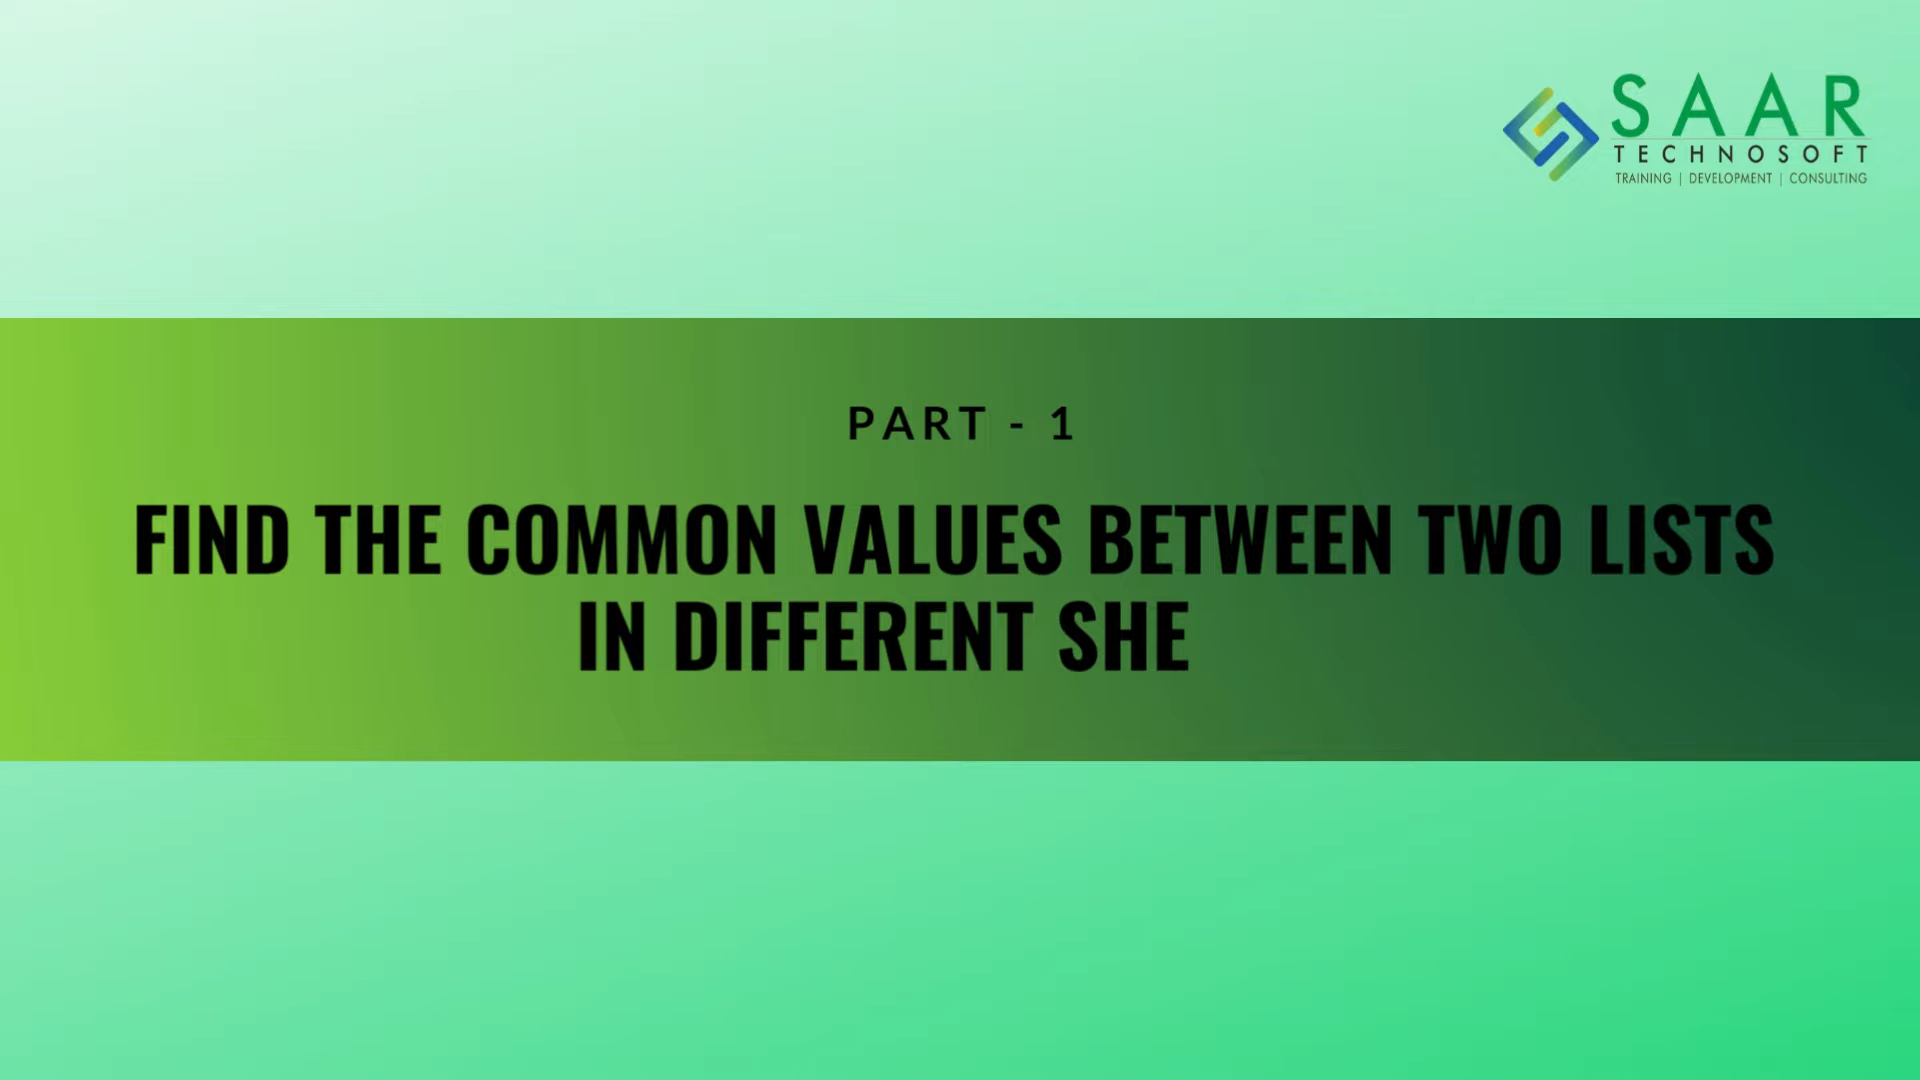 SAAR
TECHNOSOFT
TRAINING | DEVELOPMENT | CONSULTING
PART - 1
FIND THE COMMON VALUES BETWEEN TWO LISTS
IN DIFFERENT SHE